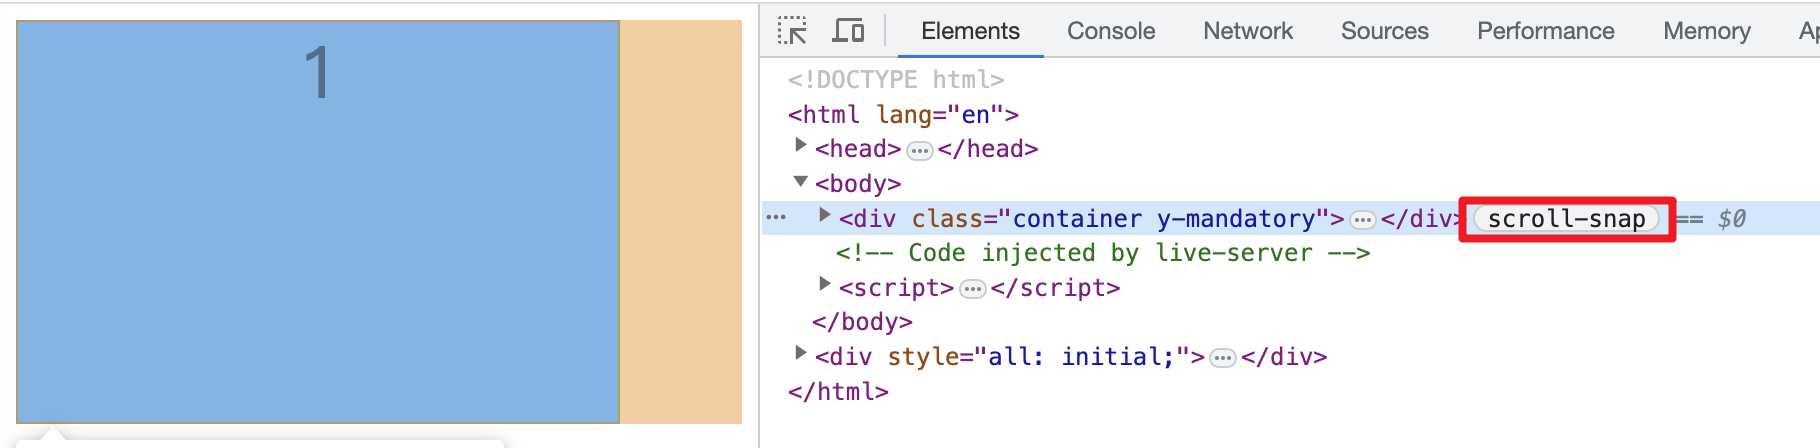 1
Elements Console Network Sources Performance Memory Ap
<!DOCTYPE html>
<html lang="en">
<head>…</head>
<body>
… <div class="container y-mandatory">…</div> scroll-snap == $0
<!-- Code injected by live-server -->
<script>…</script>
</body>
<div style="all: initial;">…</div>
</html>